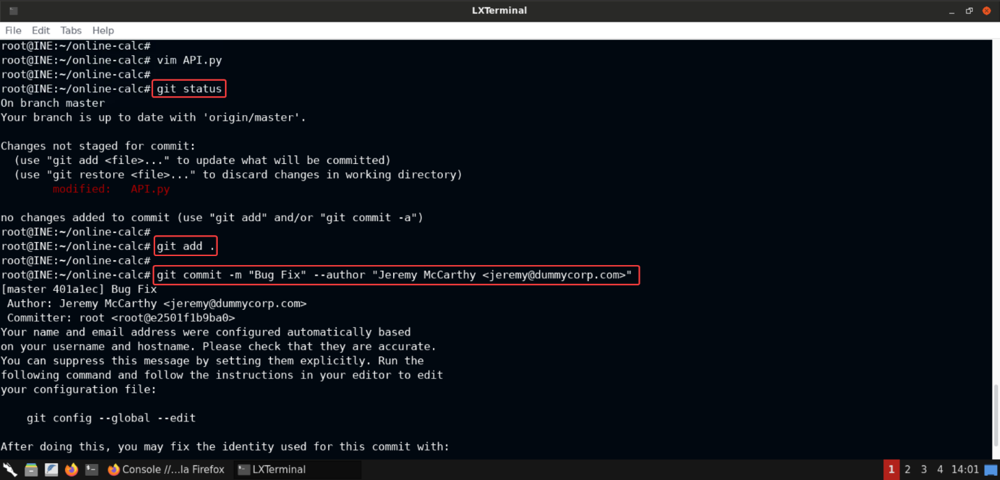 LXTerminal
File Edit Tabs Help
root@INE:~/online-calc#
root@INE:~/online-calc# vim API.py
root@INE:~/online-calc#
root@INE:~/online-calc# git status
On branch master
Your branch is up to date with 'origin/master'.
Changes not staged for commit:
  (use "git add <file>..." to update what will be committed)
  (use "git restore <file>..." to discard changes in working directory)
        modified:   API.py
no changes added to commit (use "git add" and/or "git commit -a")
root@INE:~/online-calc#
root@INE:~/online-calc# git add .
root@INE:~/online-calc#
root@INE:~/online-calc# git commit -m "Bug Fix" --author "Jeremy McCarthy <jeremy@dummycorp.com>"
[master 401a1ec] Bug Fix
 Author: Jeremy McCarthy <jeremy@dummycorp.com>
 Committer: root <root@e2501f1b9ba0>
Your name and email address were configured automatically based
on your username and hostname. Please check that they are accurate.
You can suppress this message by setting them explicitly. Run the
following command and follow the instructions in your editor to edit
your configuration file:
    git config --global --edit
After doing this, you may fix the identity used for this commit with:
Console //...la Firefox LXTerminal 1 2 3 4 14:01